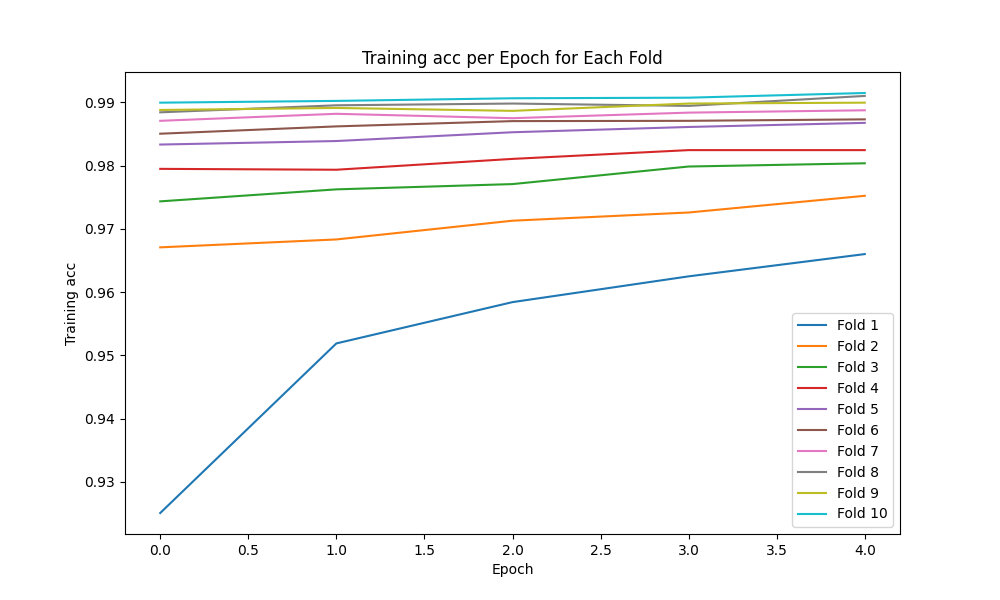 Training acc per Epoch for Each Fold
Training acc
0.99
0.98
0.97
0.96
0.95
0.94
0.93
Fold 1
Fold 2
Fold 3
Fold 4
Fold 5
Fold 6
Fold 7
Fold 8
Fold 9
Fold 10
0.0 0.5 1.0 1.5 2.0 2.5 3.0 3.5 4.0
Epoch